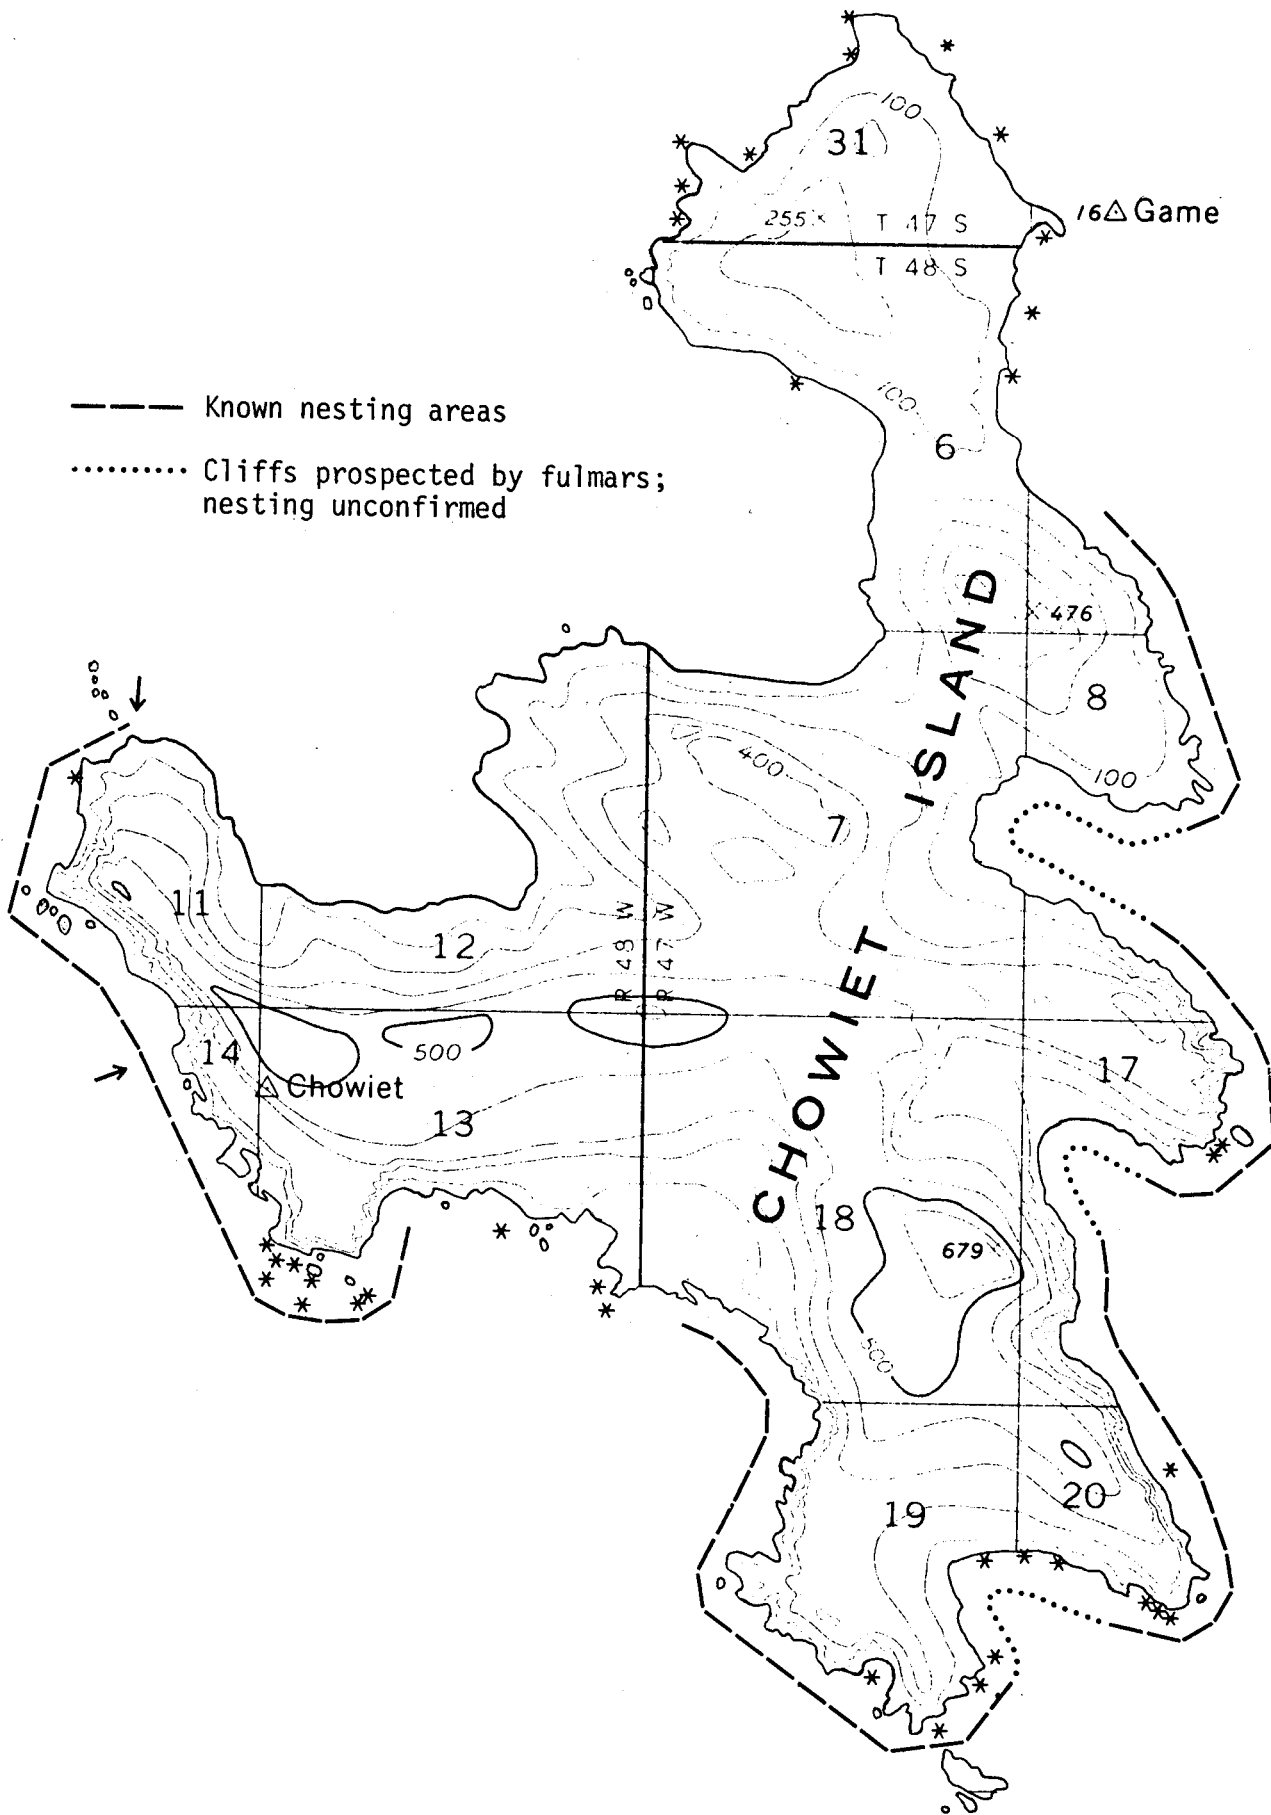 100
31
16 Game
255
T 47 S
T 48 S
Known nesting areas
Cliffs prospected by fulmars;
nesting unconfirmed
100
6
476
8
400
100
7
11
12
R 48 W
R 47 W
CHOWIET ISLAND
14
500
17
Chowiet
13
18
679
500
20
19